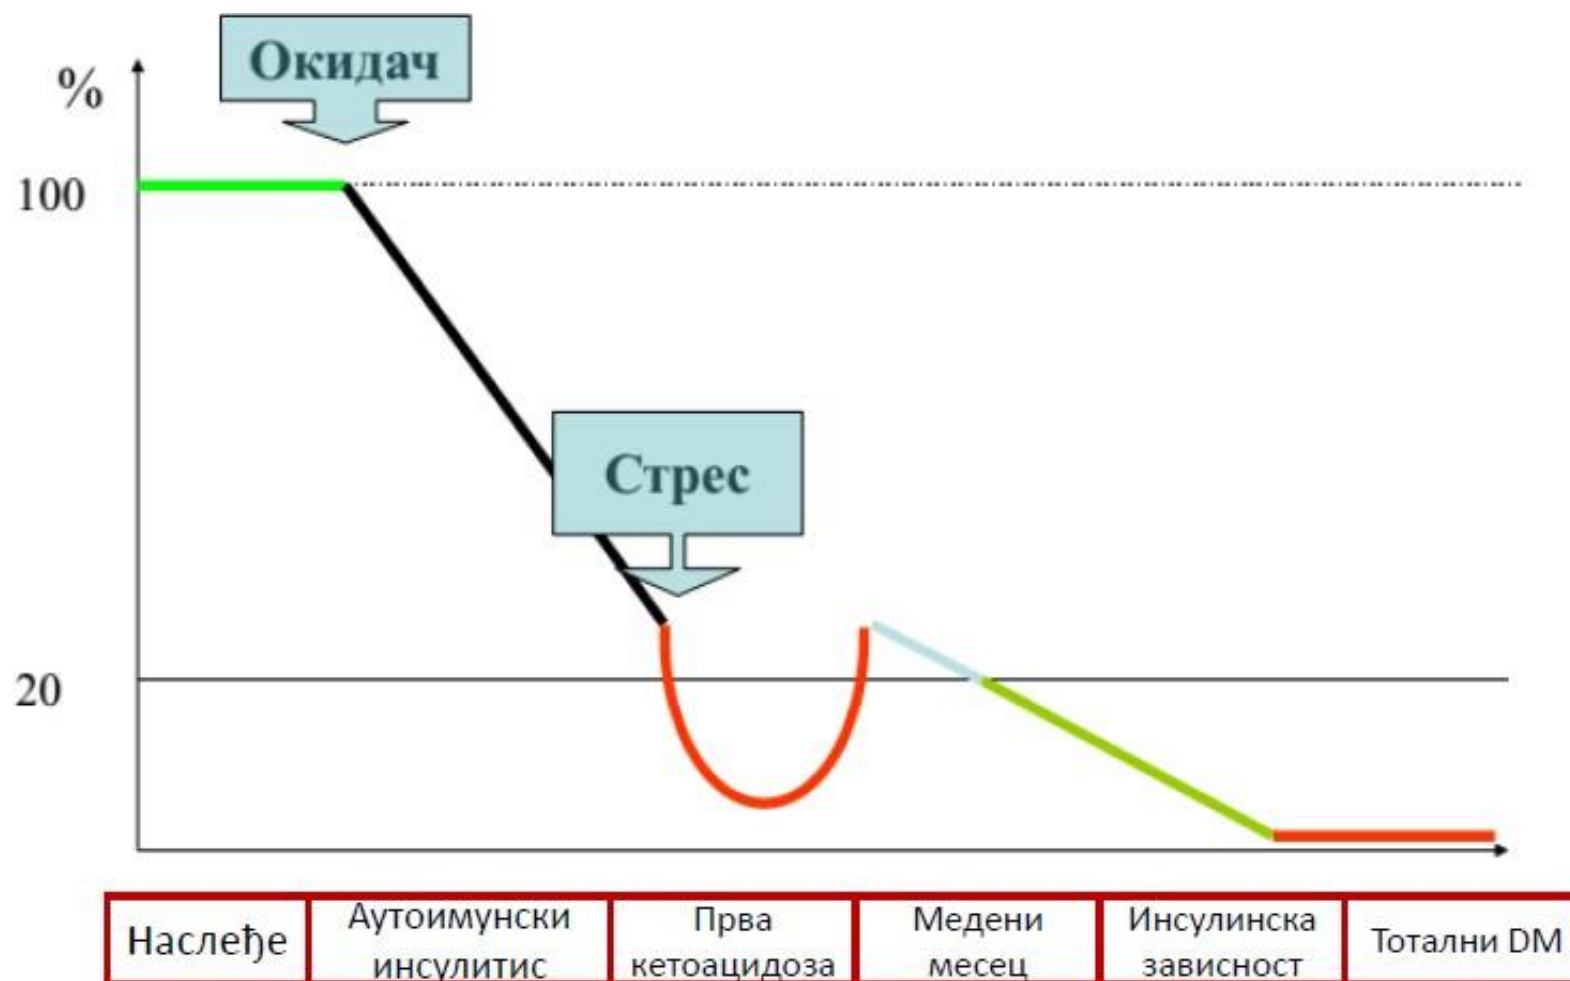 Окидач
%
100
Стрес
20
Наслеђе
Аутоимунски
инсулитис
Прва
кетоацидоза
Медени
месец
Инсулинска
зависност
Тотални DM